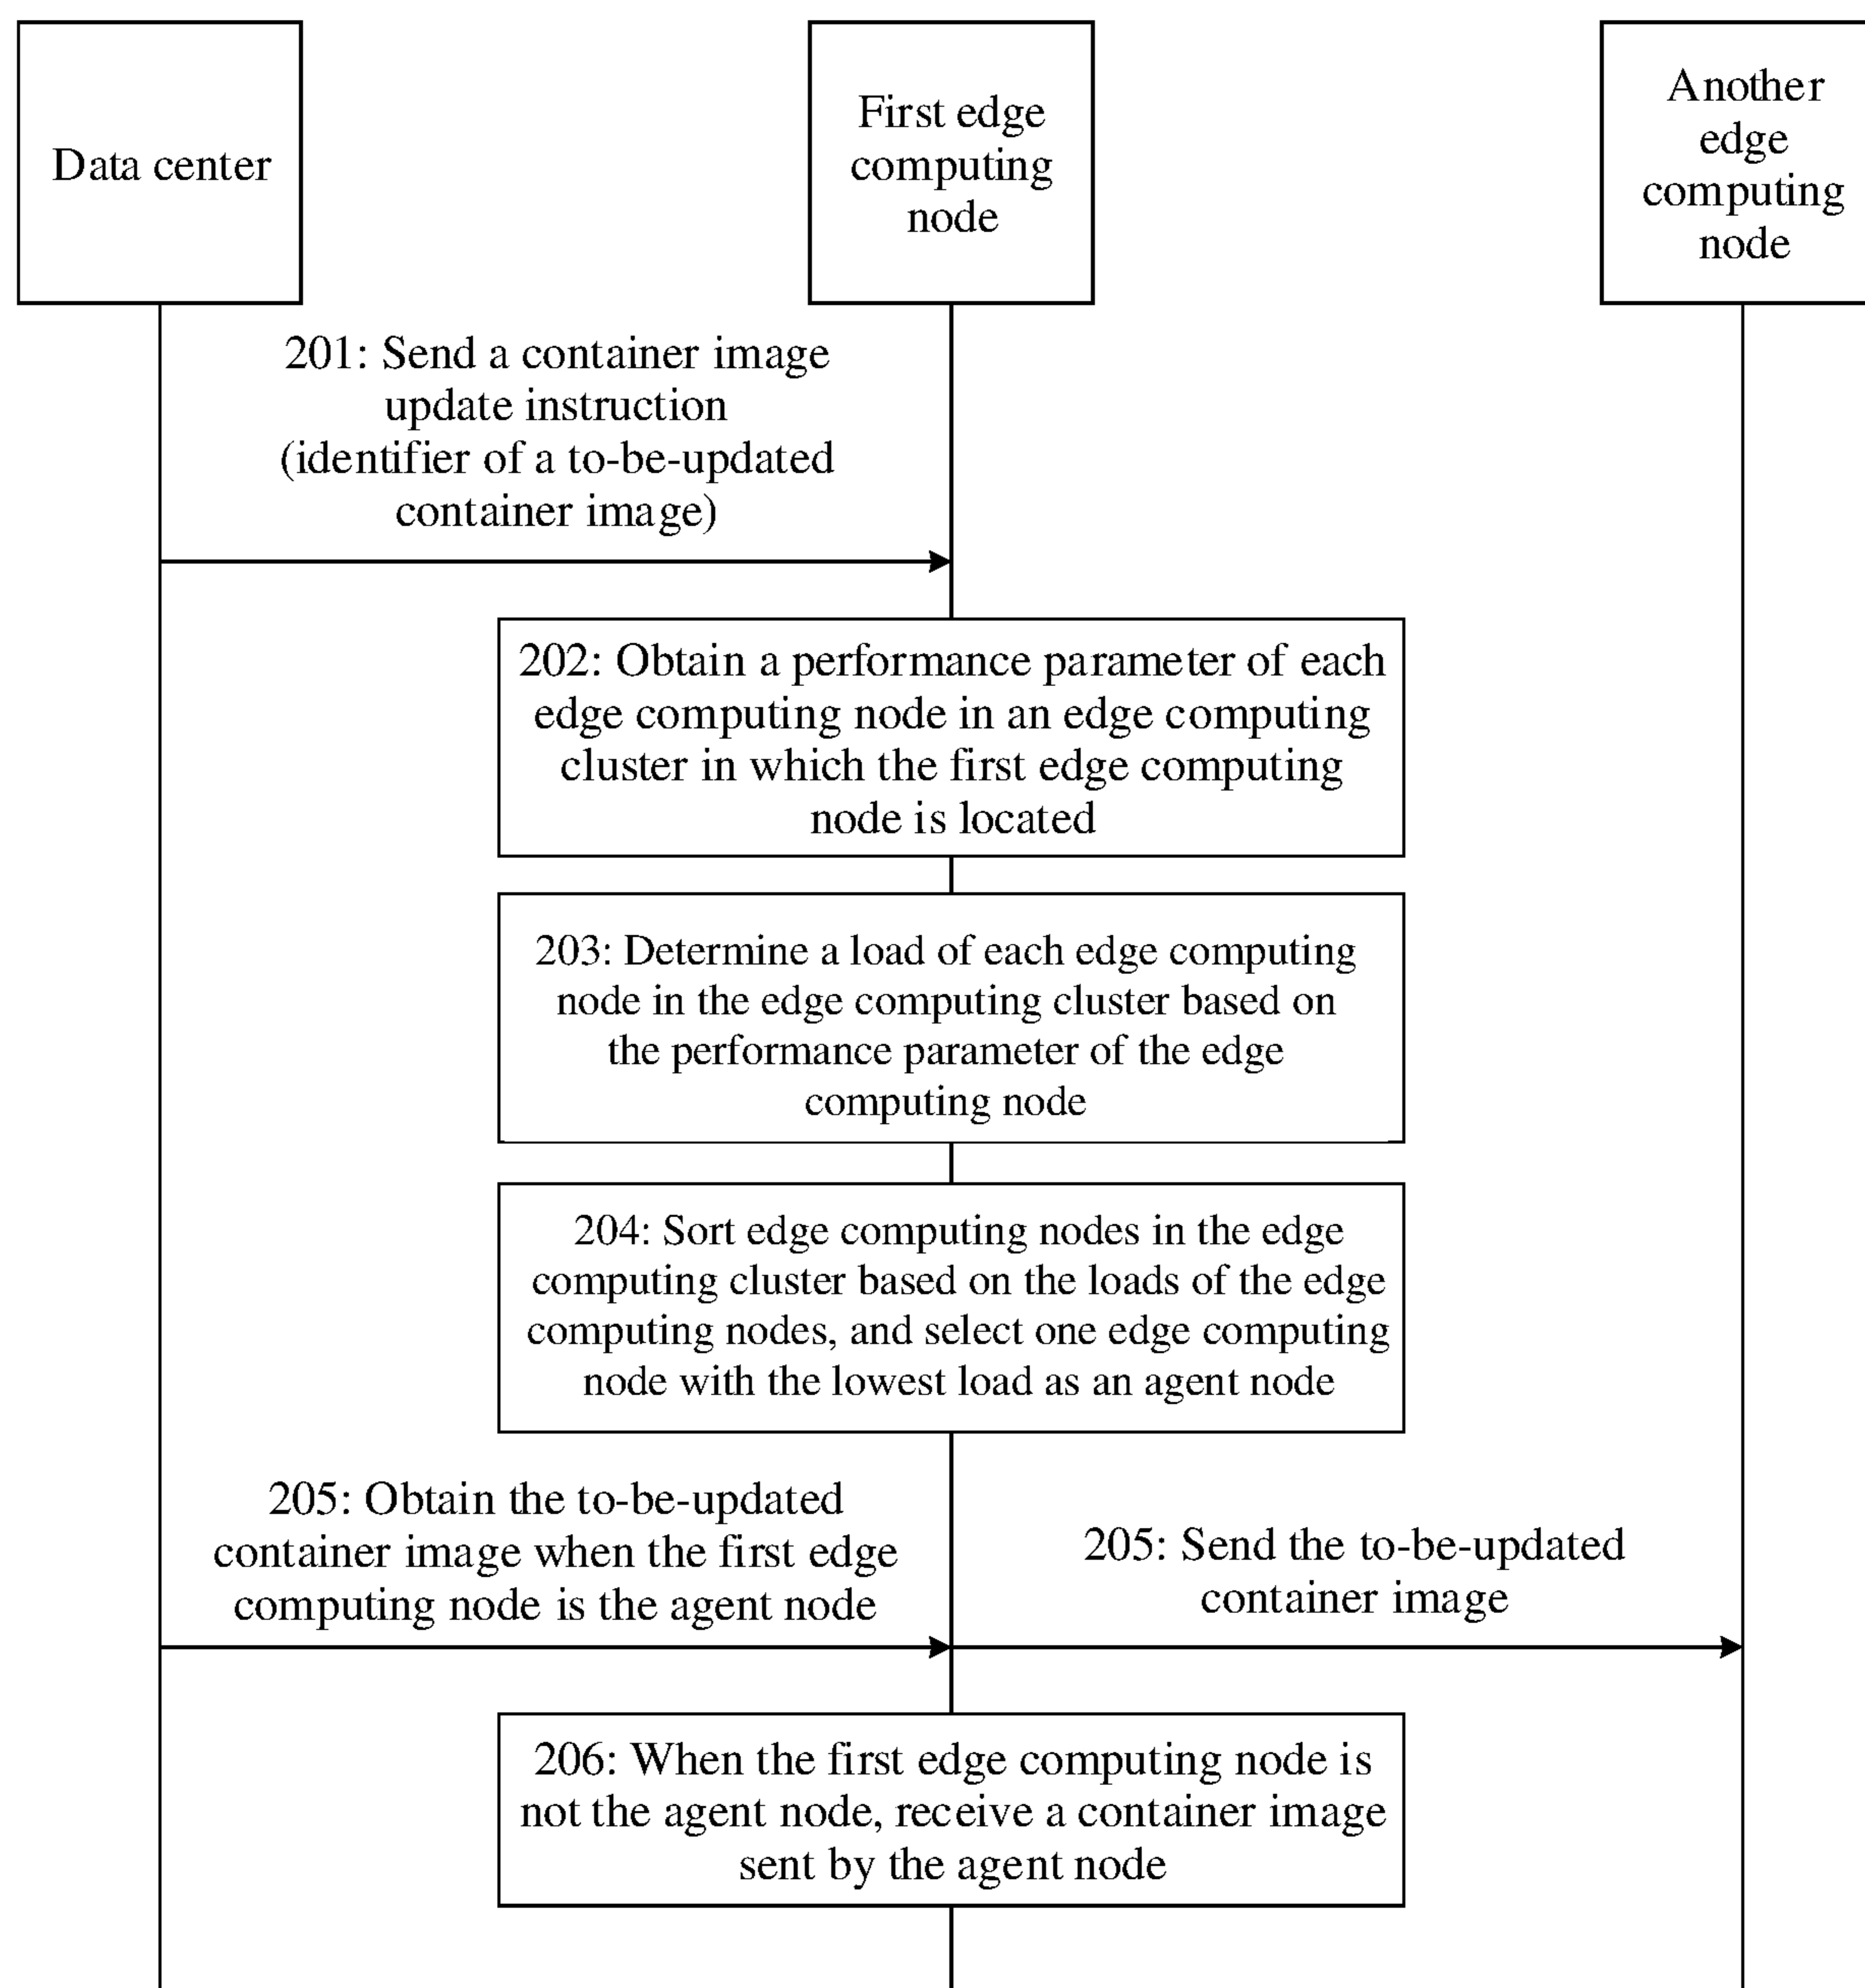 Data center
First edge
computing
node
Another
edge
computing
node
201: Send a container image
update instruction
(identifier of a to-be-updated
container image)
202: Obtain a performance parameter of each
edge computing node in an edge computing
cluster in which the first edge computing
node is located
203: Determine a load of each edge computing
node in the edge computing cluster based on
the performance parameter of the edge
computing node
204: Sort edge computing nodes in the edge
computing cluster based on the loads of the edge
computing nodes, and select one edge computing
node with the lowest load as an agent node
205: Obtain the to-be-updated
container image when the first edge
computing node is the agent node
205: Send the to-be-updated
container image
206: When the first edge computing node is
not the agent node, receive a container image
sent by the agent node